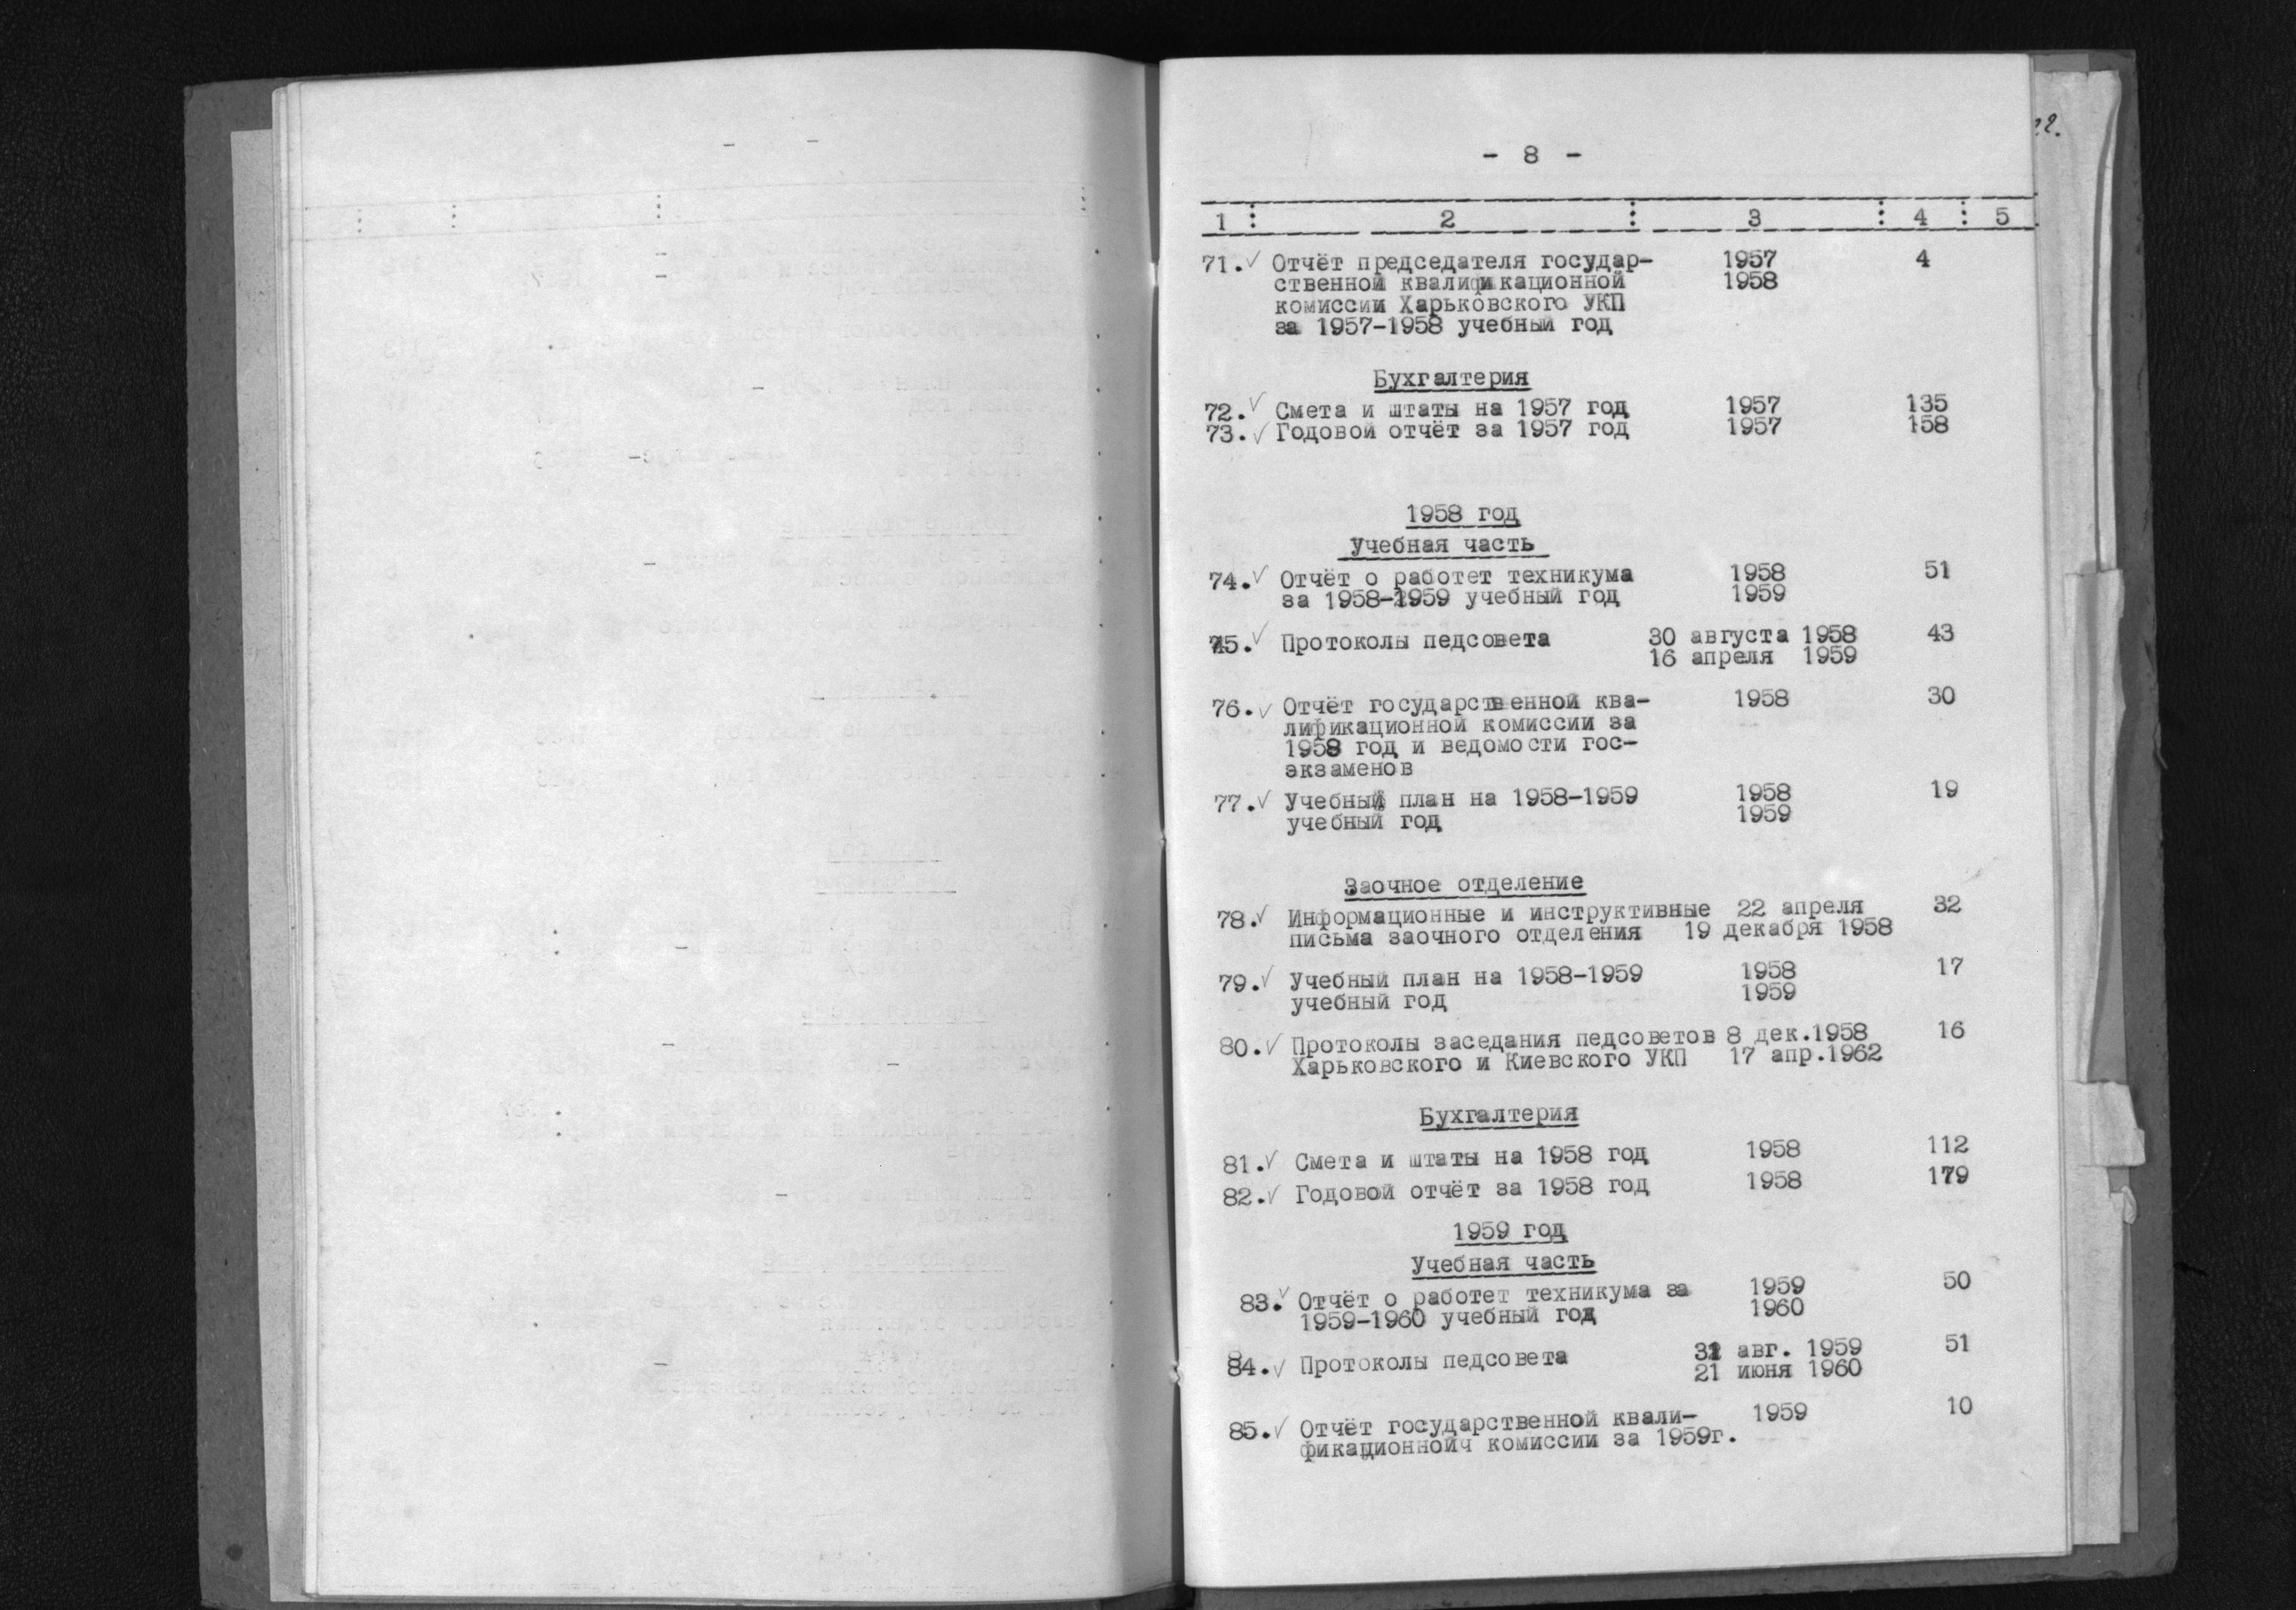 - 8 -
1 : 2 : 3 : 4 : 5
71. ✓ Отчёт председателя государ- 1957 4
ственной квалификационной 1958
комиссии Харьковского УКП
за 1957-1958 учебный год
Бухгалтерия
72. ✓ Смета и штаты на 1957 год 1957 135
73. ✓ Годовой отчёт за 1957 год 1957 158
1958 год
Учебная часть
74. ✓ Отчёт о работет техникума 1958 51
за 1958-1959 учебный год 1959
75. ✓ Протоколы педсовета 30 августа 1958 43
16 апреля 1959
76. ✓ Отчёт государственной ква- 1958 30
лификационной комиссии за
1958 год и ведомости гос-
экзаменов
77. ✓ Учебный план на 1958-1959 1958 19
учебный год 1959
Заочное отделение
78. ✓ Информационные и инструктивные 22 апреля 32
письма заочного отделения 19 декабря 1958
79. ✓ Учебный план на 1958-1959 1958 17
учебный год 1959
80. ✓ Протоколы заседания педсоветов 8 дек.1958 16
Харьковского и Киевского УКП 17 апр.1962
Бухгалтерия
81. ✓ Смета и штаты на 1958 год 1958 112
82. ✓ Годовой отчёт за 1958 год 1958 179
1959 год
Учебная часть
83. ✓ Отчёт о работет техникума за 1959 50
1959-1960 учебный год 1960
84. ✓ Протоколы педсовета 31 авг. 1959 51
21 июня 1960
85. ✓ Отчёт государственной квали- 1959 10
фикационнойч комиссии за 1959г.